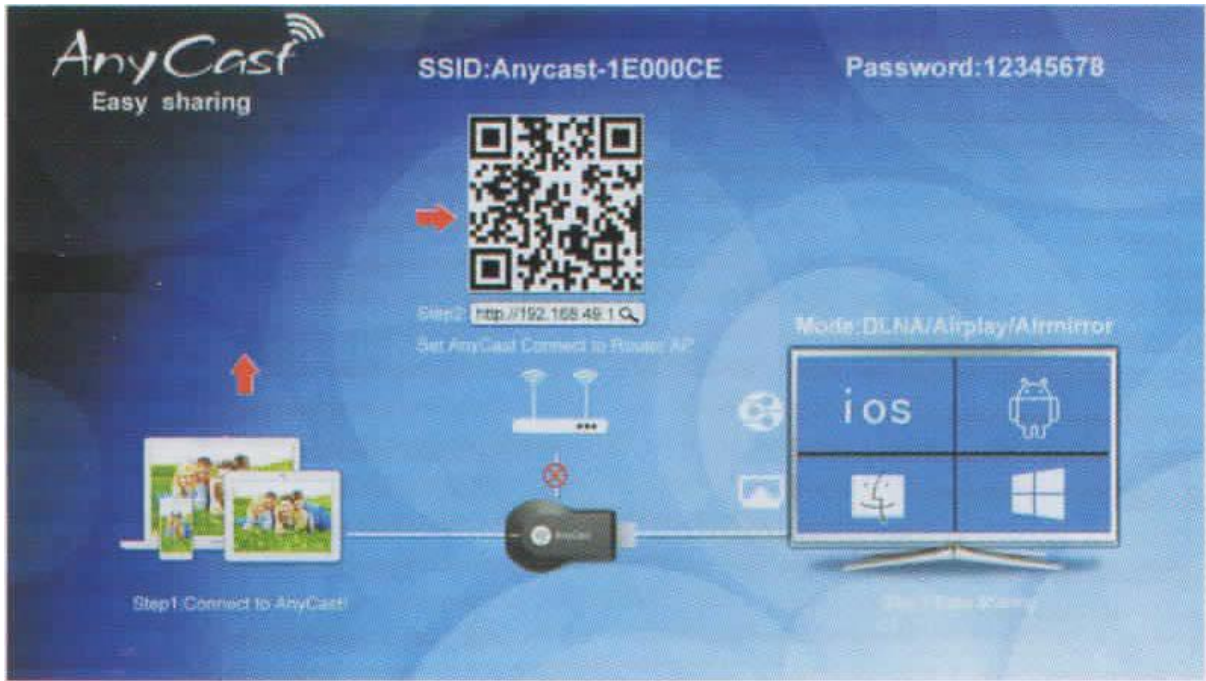 AnyCast
Easy sharing
SSID:Anycast-1E000CE
Password:12345678
Step2 http://192.168.49.1
Set AnyCast Connect to Router AP
Mode:DLNA/Airplay/Airmirror
ios
AnyCast
Step1:Connect to AnyCast!